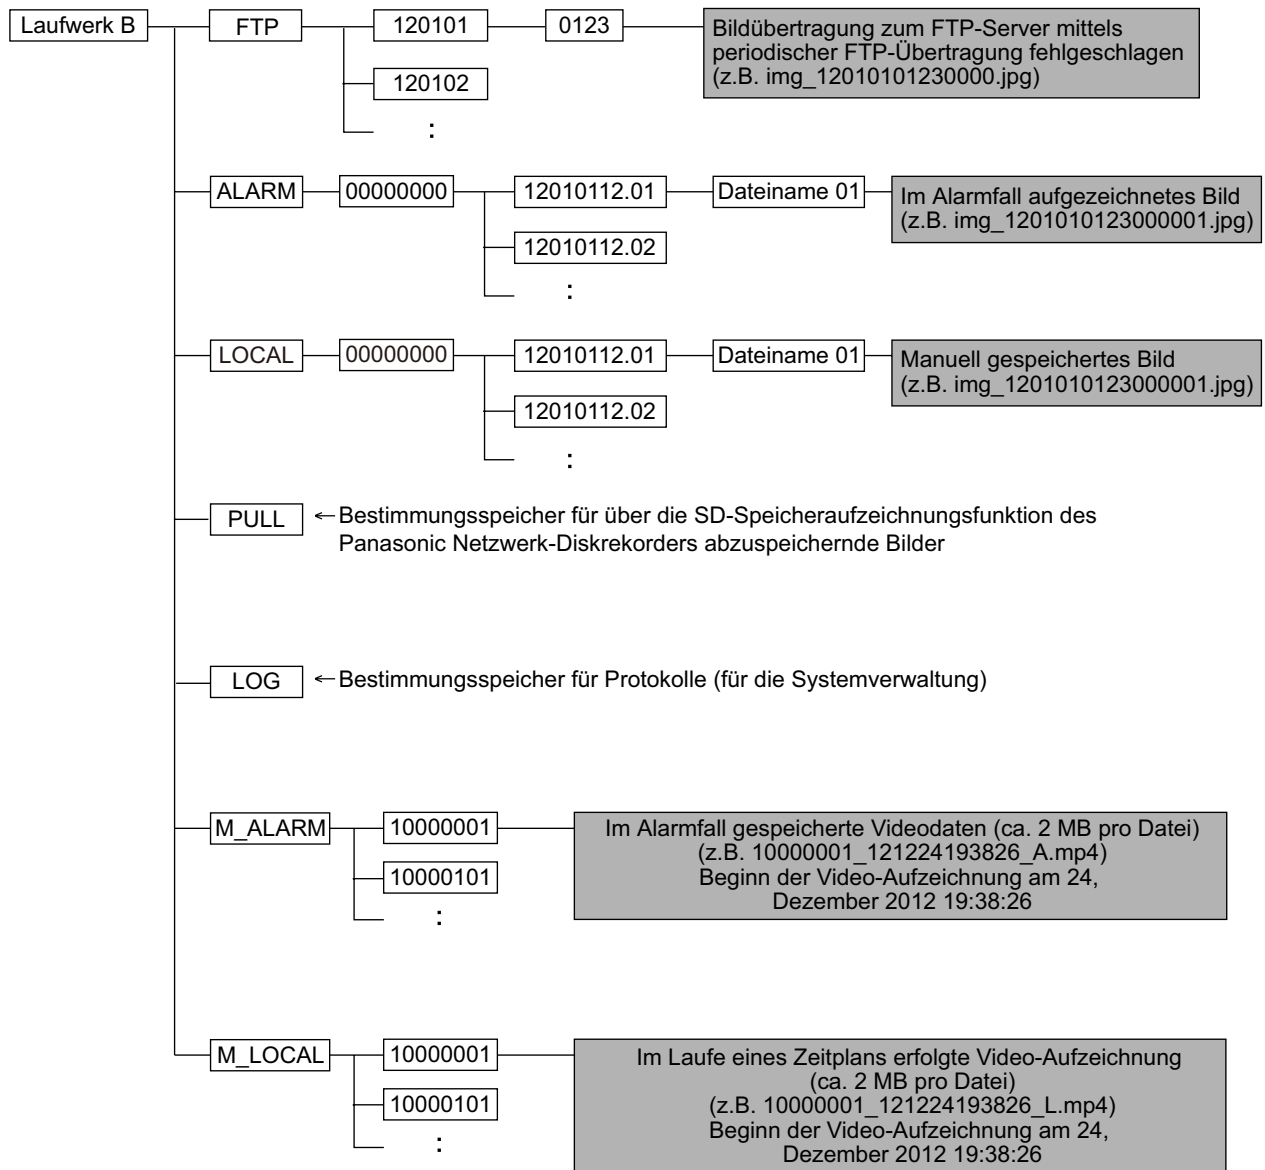 Laufwerk B
FTP
120101
0123
Bildübertragung zum FTP-Server mittels
periodischer FTP-Übertragung fehlgeschlagen
(z.B. img_12010101230000.jpg)
120102
:
ALARM
00000000
12010112.01
Dateiname 01
Im Alarmfall aufgezeichnetes Bild
(z.B. img_1201010123000001.jpg)
12010112.02
:
LOCAL
00000000
12010112.01
Dateiname 01
Manuell gespeichertes Bild
(z.B. img_1201010123000001.jpg)
12010112.02
:
PULL
Bestimmungsspeicher für über die SD-Speicheraufzeichnungsfunktion des
Panasonic Netzwerk-Diskrekorders abzuspeichernde Bilder
LOG
Bestimmungsspeicher für Protokolle (für die Systemverwaltung)
M_ALARM
10000001
Im Alarmfall gespeicherte Videodaten (ca. 2 MB pro Datei)
(z.B. 10000001_121224193826_A.mp4)
Beginn der Video-Aufzeichnung am 24,
Dezember 2012 19:38:26
10000101
:
M_LOCAL
10000001
Im Laufe eines Zeitplans erfolgte Video-Aufzeichnung
(ca. 2 MB pro Datei)
(z.B. 10000001_121224193826_L.mp4)
Beginn der Video-Aufzeichnung am 24,
Dezember 2012 19:38:26
10000101
: